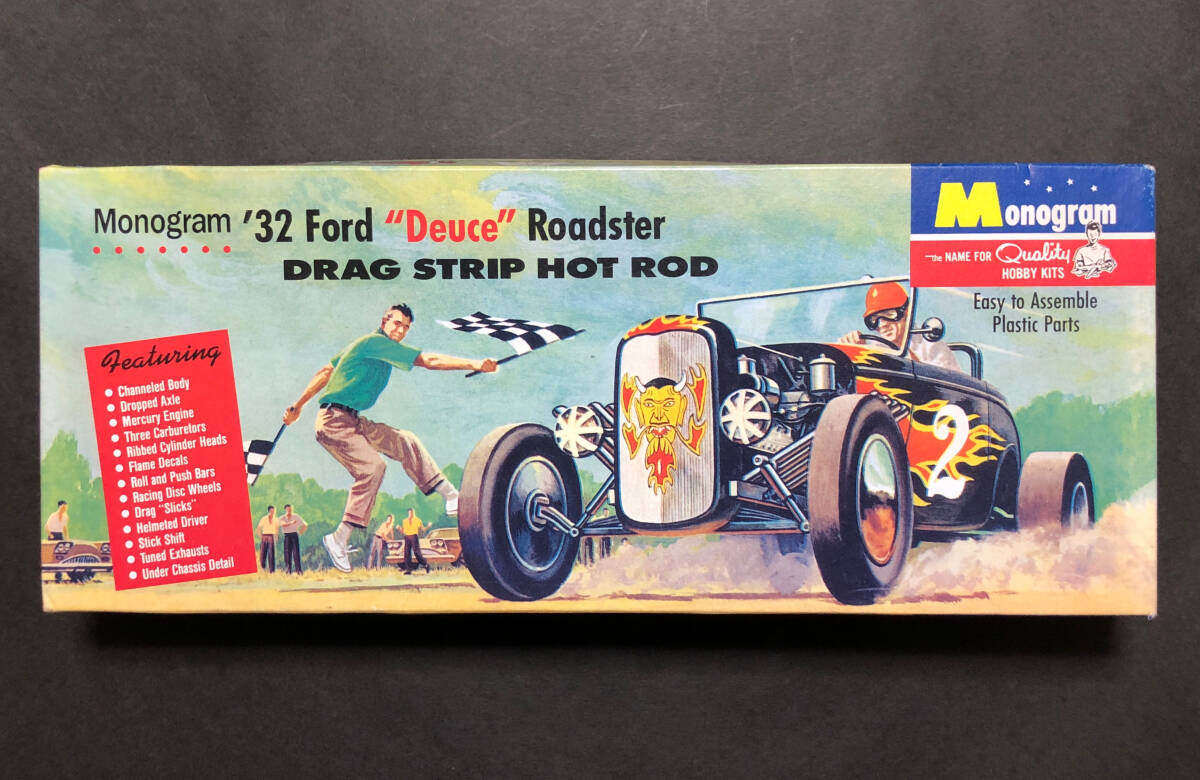 Monogram '32 Ford "Deuce" Roadster
DRAG STRIP HOT ROD
Monogram
the NAME FOR Quality
HOBBY KITS
Easy to Assemble
Plastic Parts
Featuring
Channeled Body
Dropped Axle
Mercury Engine
Three Carburetors
Ribbed Cylinder Heads
Flame Decals
Roll and Push Bars
Racing Disc Wheels
Drag "Slicks"
Helmeted Driver
Stick Shift
Tuned Exhausts
Under Chassis Detail
2